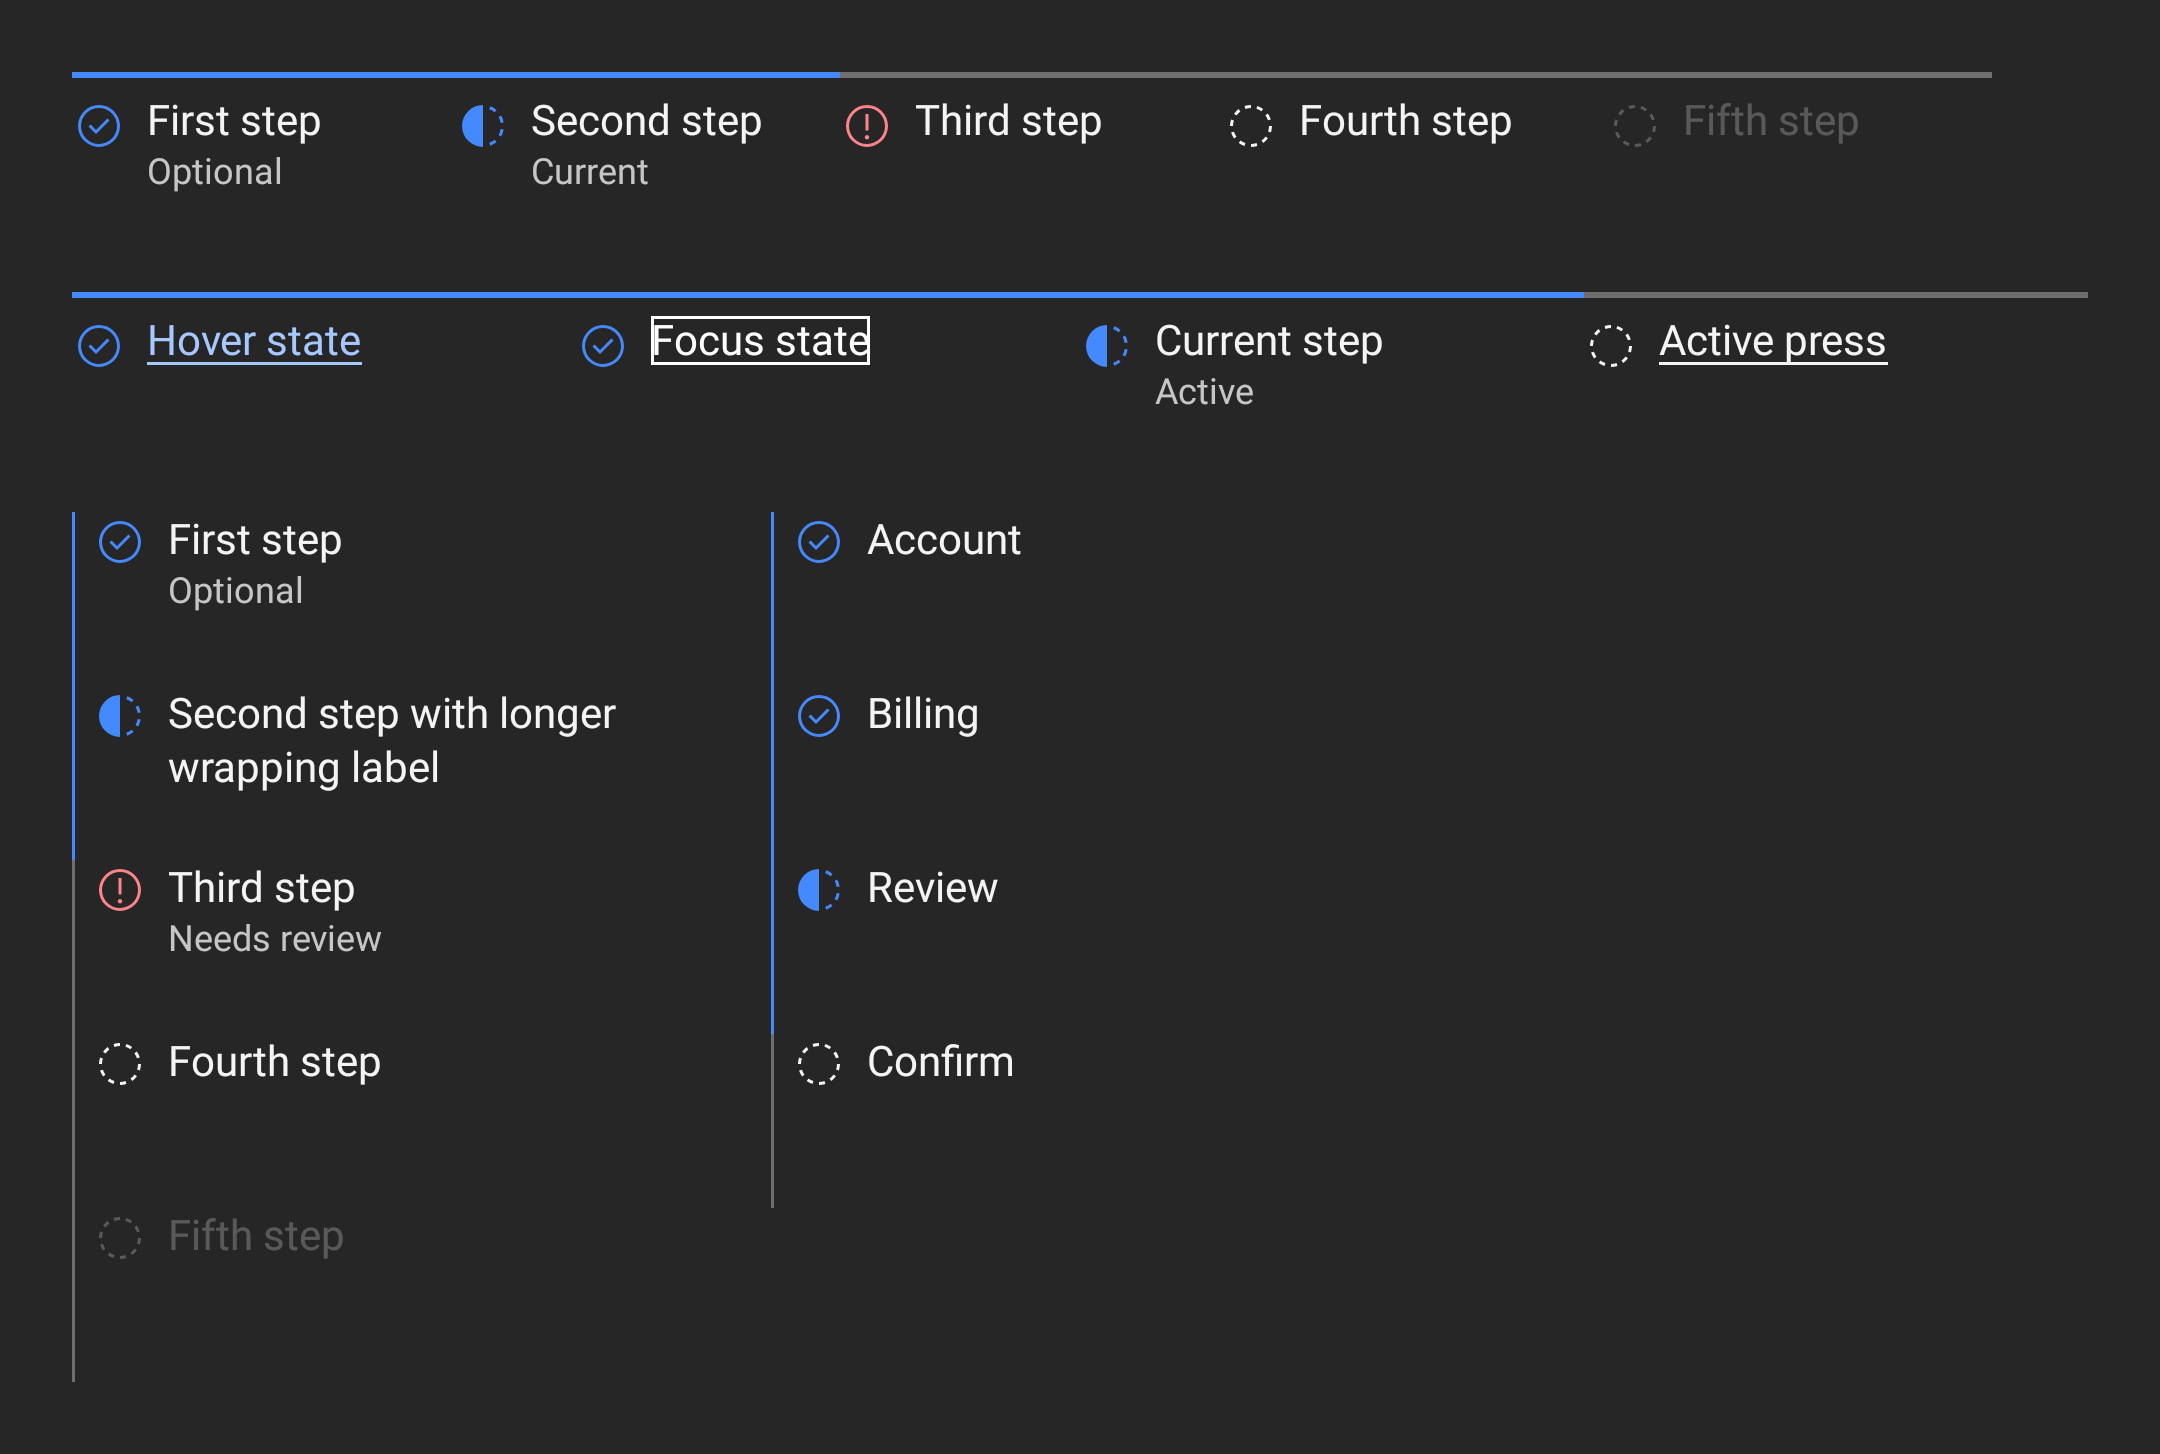 First step
Optional
Second step
Current
Third step
Fourth step
Fifth step
Hover state
Focus state
Current step
Active
Active press
First step
Optional
Second step with longer
wrapping label
Third step
Needs review
Fourth step
Fifth step
Account
Billing
Review
Confirm